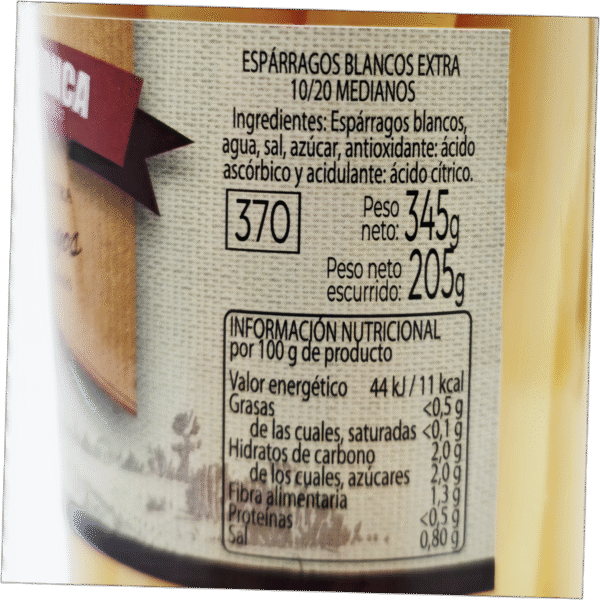 ESPÁRRAGOS BLANCOS EXTRA
10/20 MEDIANOS
Ingredientes: Espárragos blancos,
agua, sal, azúcar, antioxidante: ácido
ascórbico y acidulante: ácido cítrico.
370
Peso neto: 345g
Peso neto escurrido: 205g
INFORMACIÓN NUTRICIONAL
por 100 g de producto
Valor energético 44 kJ / 11 kcal
Grasas <0,5 g
de las cuales, saturadas <0,1 g
Hidratos de carbono 2,0 g
de los cuales, azúcares 2,0 g
Fibra alimentaria 1,3 g
Proteínas <0,5 g
Sal 0,80 g